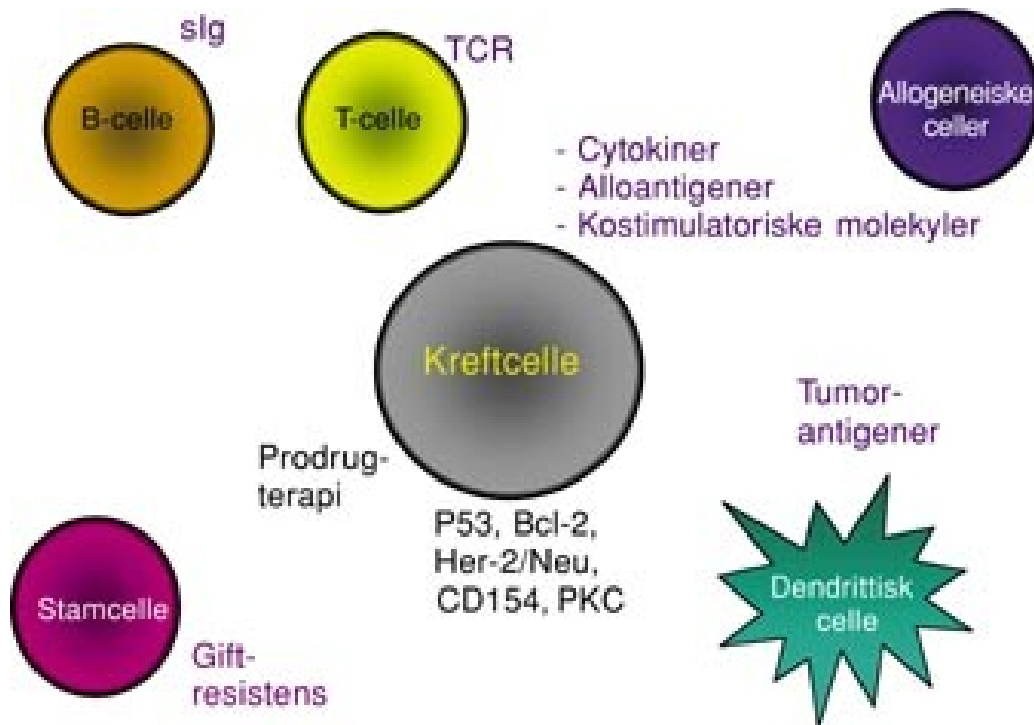 sIg
B-celle
TCR
T-celle
Allogeneiske
celler
- Cytokiner
- Alloantigener
- Kostimulatoriske molekyler
Kreftcelle
Prodrug-
terapi
P53, Bcl-2,
Her-2/Neu,
CD154, PKC
Tumor-
antigener
Dendrittisk
celle
Stamcelle
Gift-
resistens